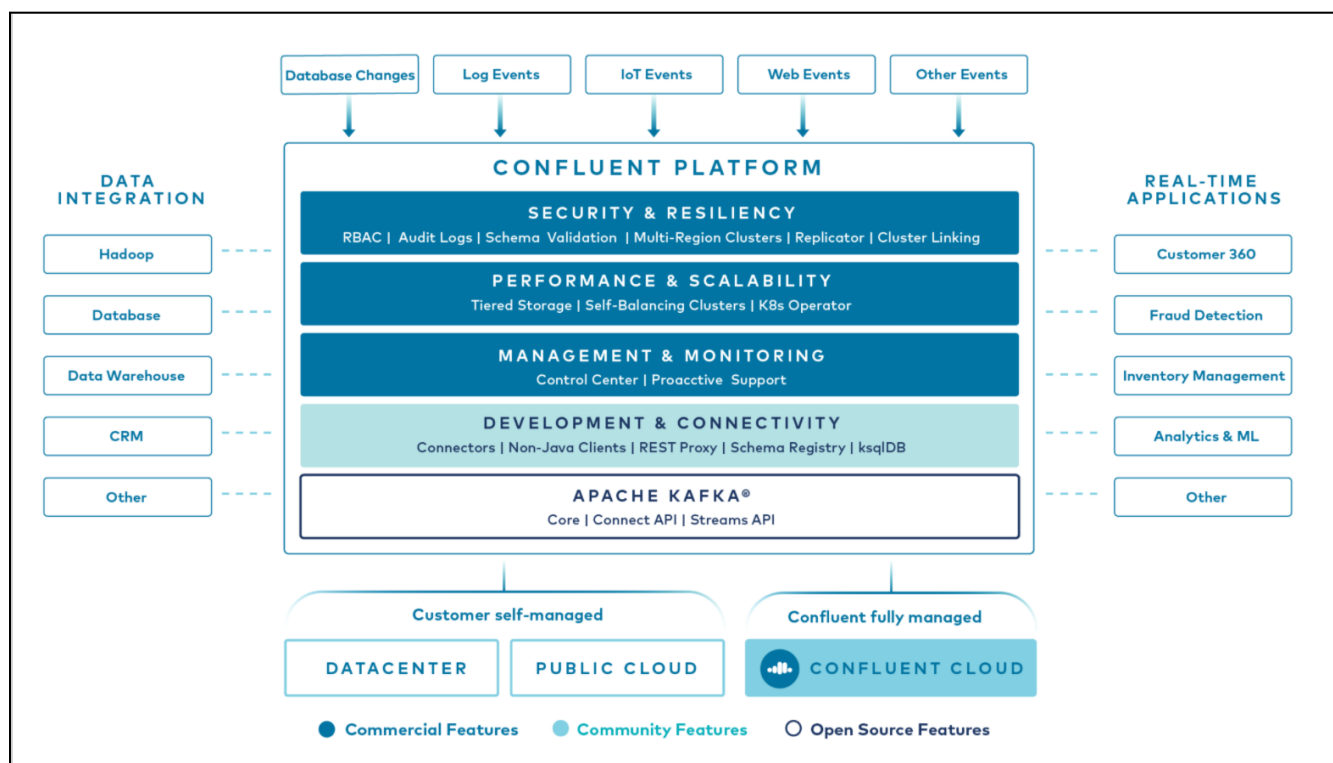 Database Changes
Log Events
IoT Events
Web Events
Other Events
CONFLUENT PLATFORM
DATA
INTEGRATION
Hadoop
Database
Data Warehouse
CRM
Other
SECURITY & RESILIENCY
RBAC | Audit Logs | Schema Validation | Multi-Region Clusters | Replicator | Cluster Linking
PERFORMANCE & SCALABILITY
Tiered Storage | Self-Balancing Clusters | K8s Operator
MANAGEMENT & MONITORING
Control Center | Proacctive Support
DEVELOPMENT & CONNECTIVITY
Connectors | Non-Java Clients | REST Proxy | Schema Registry | ksqlDB
APACHE KAFKA®
Core | Connect API | Streams API
REAL-TIME
APPLICATIONS
Customer 360
Fraud Detection
Inventory Management
Analytics & ML
Other
Customer self-managed
Confluent fully managed
DATACENTER
PUBLIC CLOUD
CONFLUENT CLOUD
Commercial Features
Community Features
Open Source Features